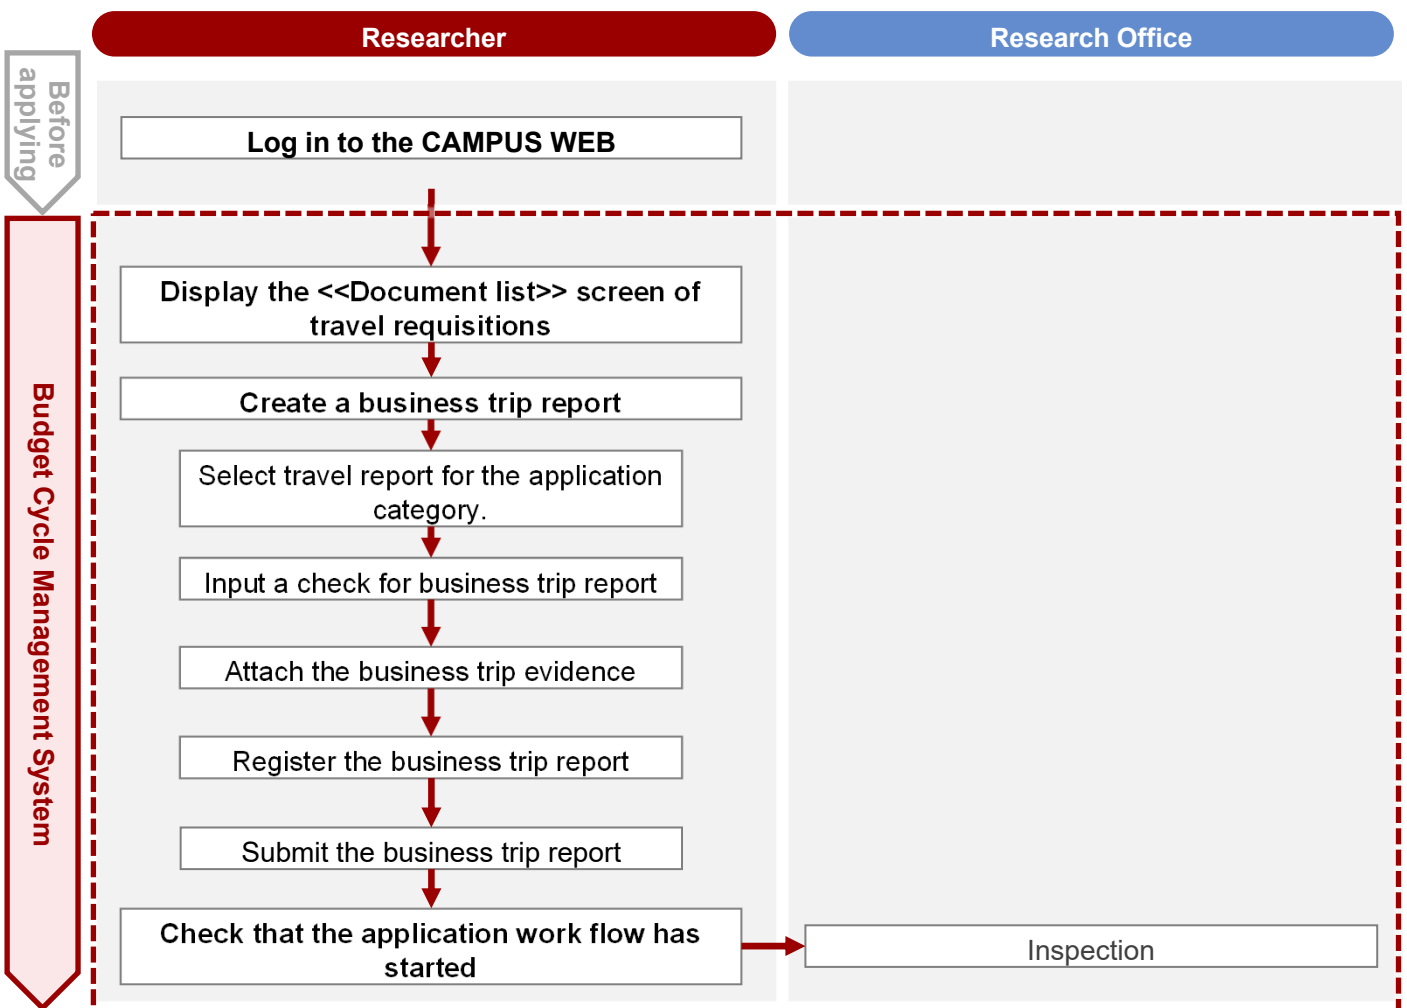 Researcher
Research Office
Before
applying
Log in to the CAMPUS WEB
Budget Cycle Management System
Display the <<Document list>> screen of
travel requisitions
Create a business trip report
Select travel report for the application
category.
Input a check for business trip report
Attach the business trip evidence
Register the business trip report
Submit the business trip report
Check that the application work flow has
started
Inspection